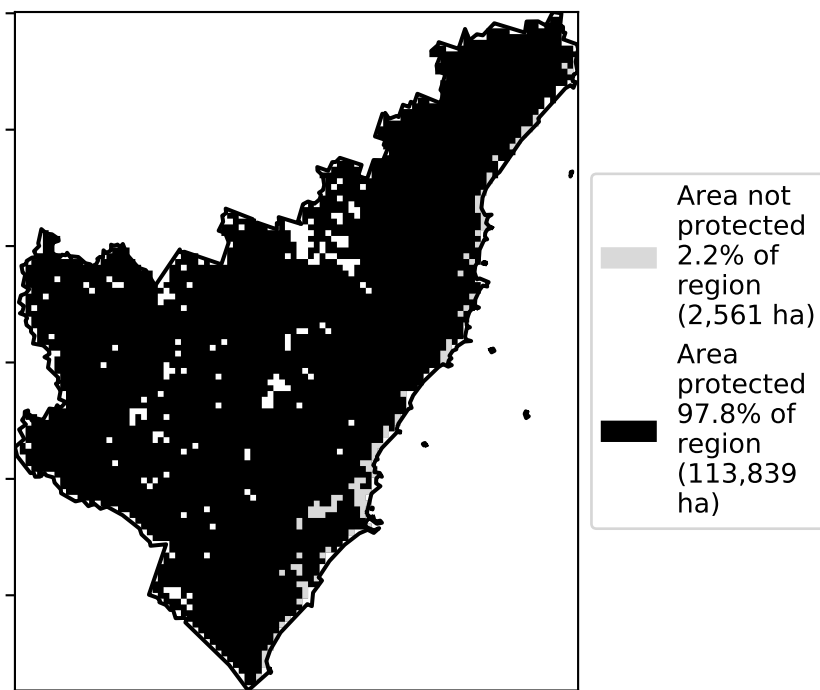 Area not
protected
2.2% of
region
(2,561 ha)
Area
protected
97.8% of
region
(113,839
ha)